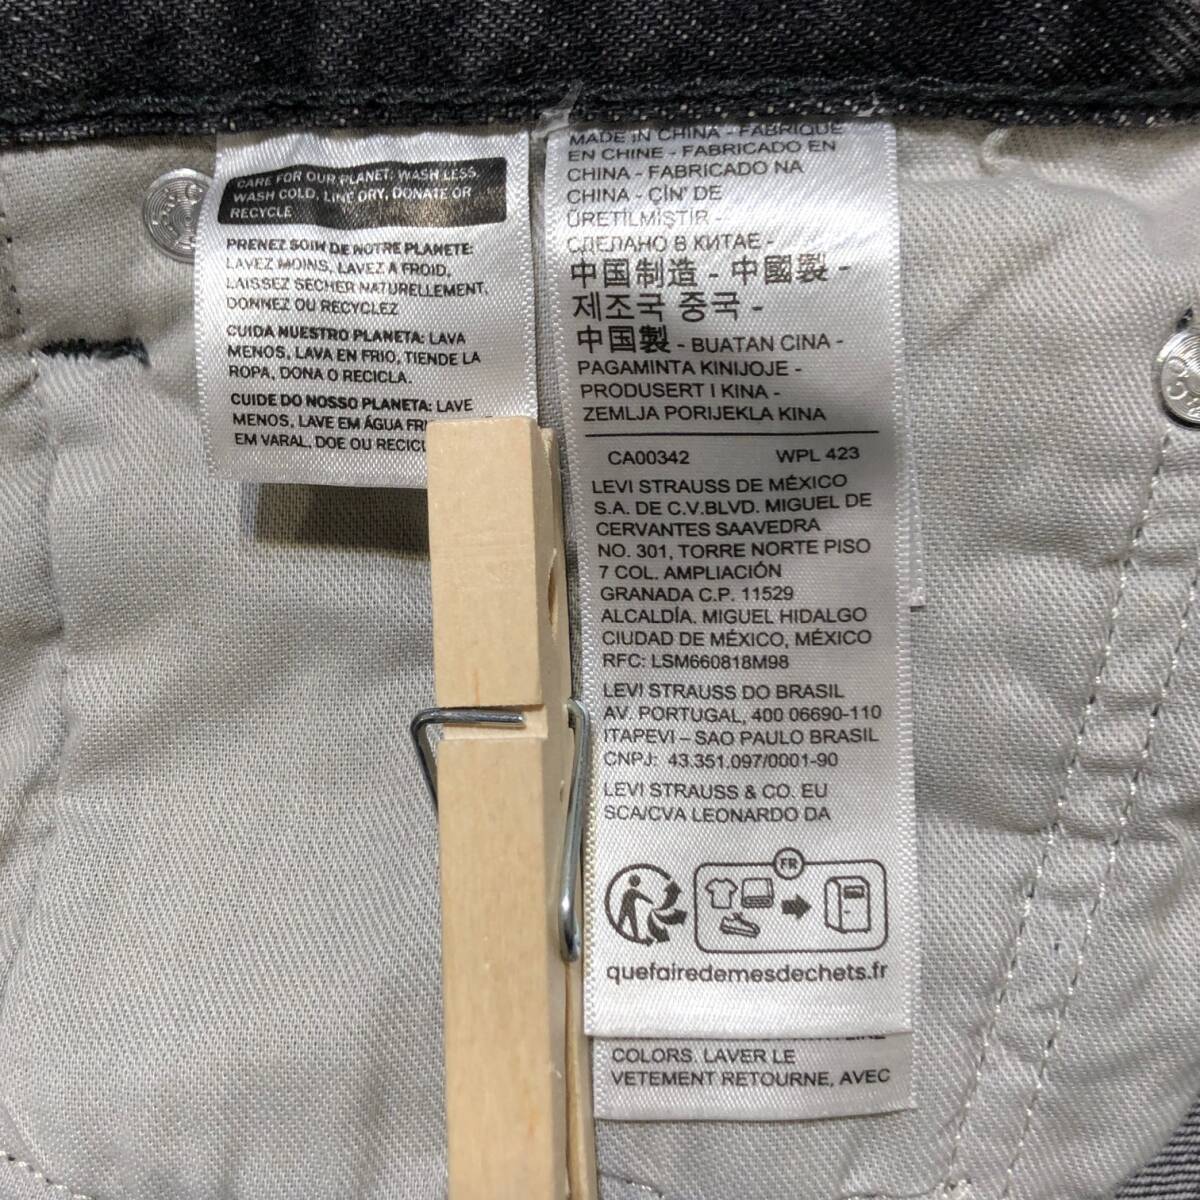 CARE FOR OUR PLANET: WASH LESS,
WASH COLD, LINE DRY, DONATE OR
RECYCLE
PRENEZ SOIN DE NOTRE PLANETE:
LAVEZ MOINS, LAVEZ A FROID,
LAISSEZ SECHER NATURELLEMENT,
DONNEZ OU RECYCLEZ
CUIDA NUESTRO PLANETA: LAVA
MENOS, LAVA EN FRIO, TIENDE LA
ROPA, DONA O RECICLA.
CUIDE DO NOSSO PLANETA: LAVE
MENOS, LAVE EM ÁGUA
EM VARAL, DOE OU
MADE IN CHINA - FABRIQUE
EN CHINE - FABRICADO EN
CHINA - FABRICADO NA
CHINA - ÇİN' DE
ÜRETİLMİŞTİR -
СДЕЛАНО В КИТАЕ -
中国制造 - 中國製 -
제조국 중국 -
中国製 - BUATAN CINA -
PAGAMINTA KINIJOJE -
PRODUSERT I KINA -
ZEMLJA PORIJEKLA KINA
CA00342 WPL 423
LEVI STRAUSS DE MÉXICO
S.A. DE C.V.BLVD. MIGUEL DE
CERVANTES SAAVEDRA
NO. 301, TORRE NORTE PISO
7 COL. AMPLIACIÓN
GRANADA C.P. 11529
ALCALDÍA. MIGUEL HIDALGO
CIUDAD DE MÉXICO, MÉXICO
RFC: LSM660818M98
LEVI STRAUSS DO BRASIL
AV. PORTUGAL, 400 06690-110
ITAPEVI – SAO PAULO BRASIL
CNPJ: 43.351.097/0001-90
LEVI STRAUSS & CO. EU
SCA/CVA LEONARDO DA
FR
quefairedemesdechets.fr
COLORS. LAVER LE
VETEMENT RETOURNE, AVEC